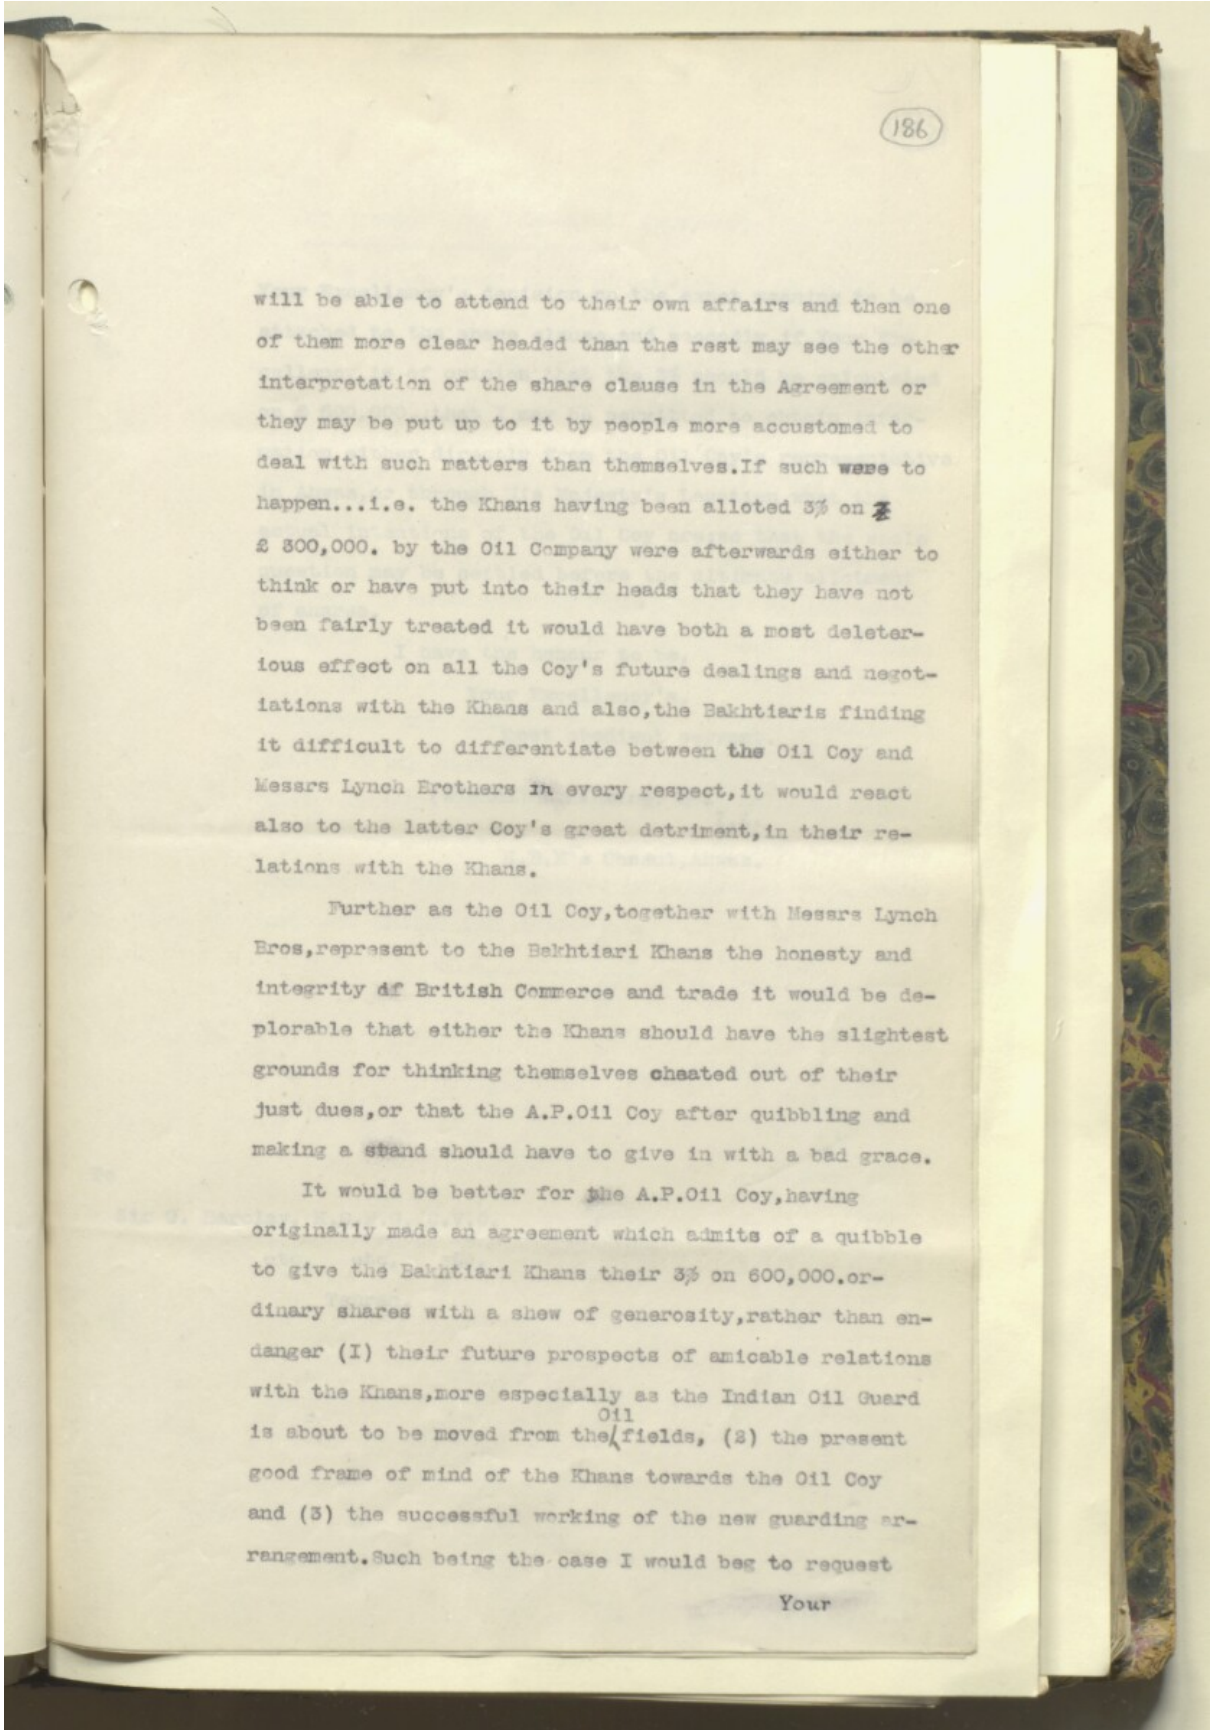 186
will be able to attend to their own affairs and then one
of them more clear headed than the rest may see the other
interpretation of the share clause in the Agreement or
they may be put up to it by people more accustomed to
deal with such matters than themselves.If such were to
happen...i.e. the Khans having been alloted 3% on
£ 300,000. by the Oil Company were afterwards either to
think or have put into their heads that they have not
been fairly treated it would have both a most deleter-
ious effect on all the Coy's future dealings and negot-
iations with the Khans and also,the Bakhtiaris finding
it difficult to differentiate between the Oil Coy and
Messrs Lynch Brothers in every respect,it would react
also to the latter Coy's great detriment,in their re-
lations with the Khans.
Further as the Oil Coy,together with Messrs Lynch
Bros,represent to the Bakhtiari Khans the honesty and
integrity of British Commerce and trade it would be de-
plorable that either the Khans should have the slightest
grounds for thinking themselves cheated out of their
just dues,or that the A.P.Oil Coy after quibbling and
making a stand should have to give in with a bad grace.
It would be better for the A.P.Oil Coy,having
originally made an agreement which admits of a quibble
to give the Bakhtiari Khans their 3% on 600,000.or-
dinary shares with a shew of generosity,rather than en-
danger (I) their future prospects of amicable relations
with the Khans,more especially as the Indian Oil Guard
Oil
is about to be moved from the fields, (2) the present
good frame of mind of the Khans towards the Oil Coy
and (3) the successful working of the new guarding ar-
rangement.Such being the case I would beg to request
Your